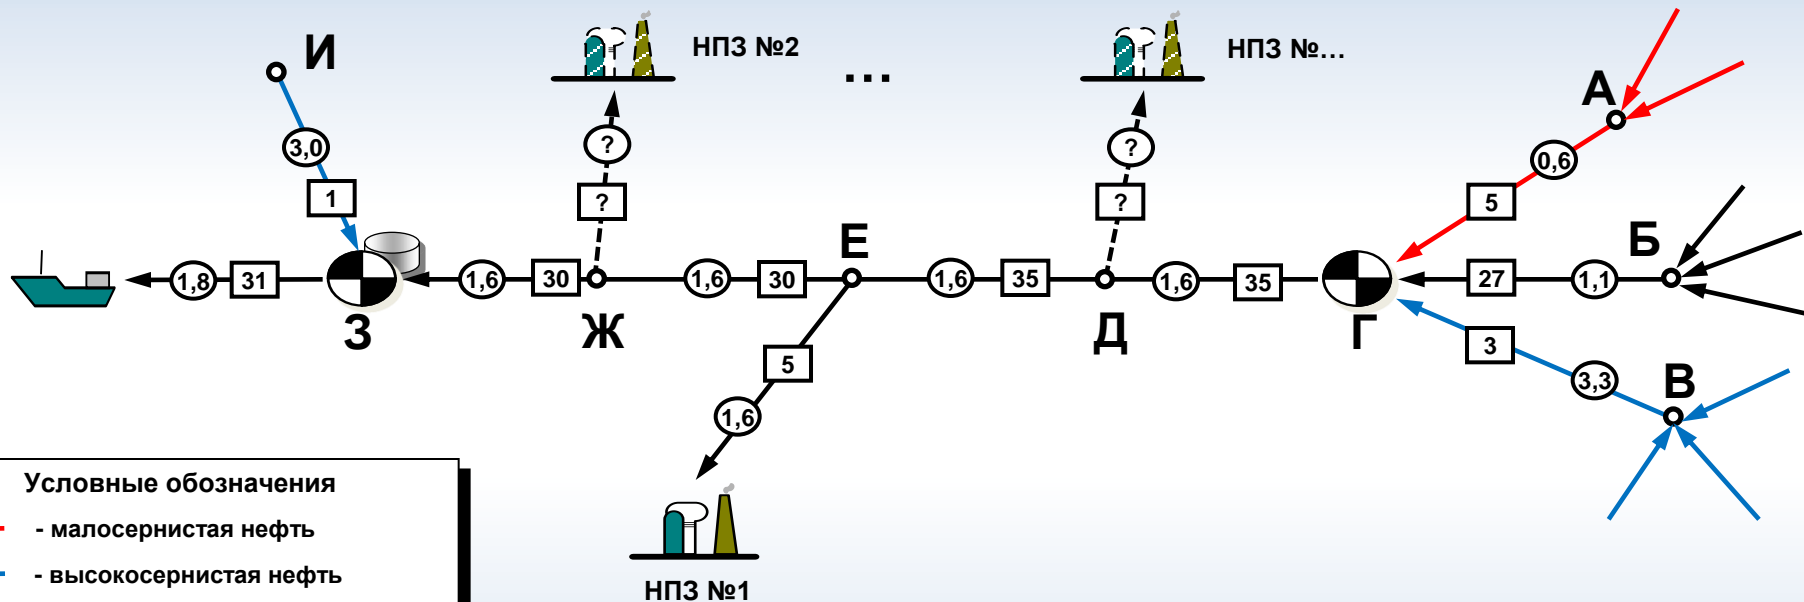 И
НПЗ №2
...
НПЗ №...
А
3,0
?
?
0,6
1
?
?
5
Е
Б
1,8
31
1,6
30
1,6
30
1,6
35
1,6
35
27
1,1
З
Ж
Д
Г
5
3
3,3
В
1,6
Условные обозначения
- малосернистая нефть
- высокосернистая нефть
НПЗ №1